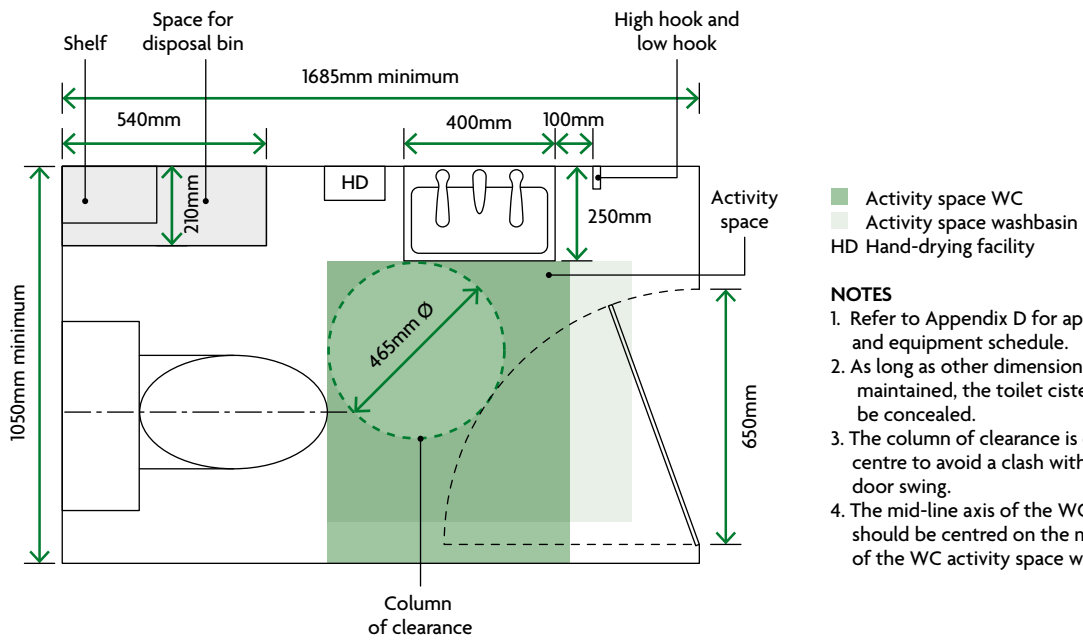 Shelf
Space for
disposal bin
High hook and
low hook
1685mm minimum
540mm
400mm
100mm
210mm
HD
250mm
Activity
space
1050mm minimum
465mm Ø
650mm
Column
of clearance
Activity space WC
Activity space washbasin
HD Hand-drying facility
NOTES
1. Refer to Appendix D for ap
and equipment schedule.
2. As long as other dimension
maintained, the toilet ciste
be concealed.
3. The column of clearance is
centre to avoid a clash with
door swing.
4. The mid-line axis of the WC
should be centred on the
of the WC activity space w